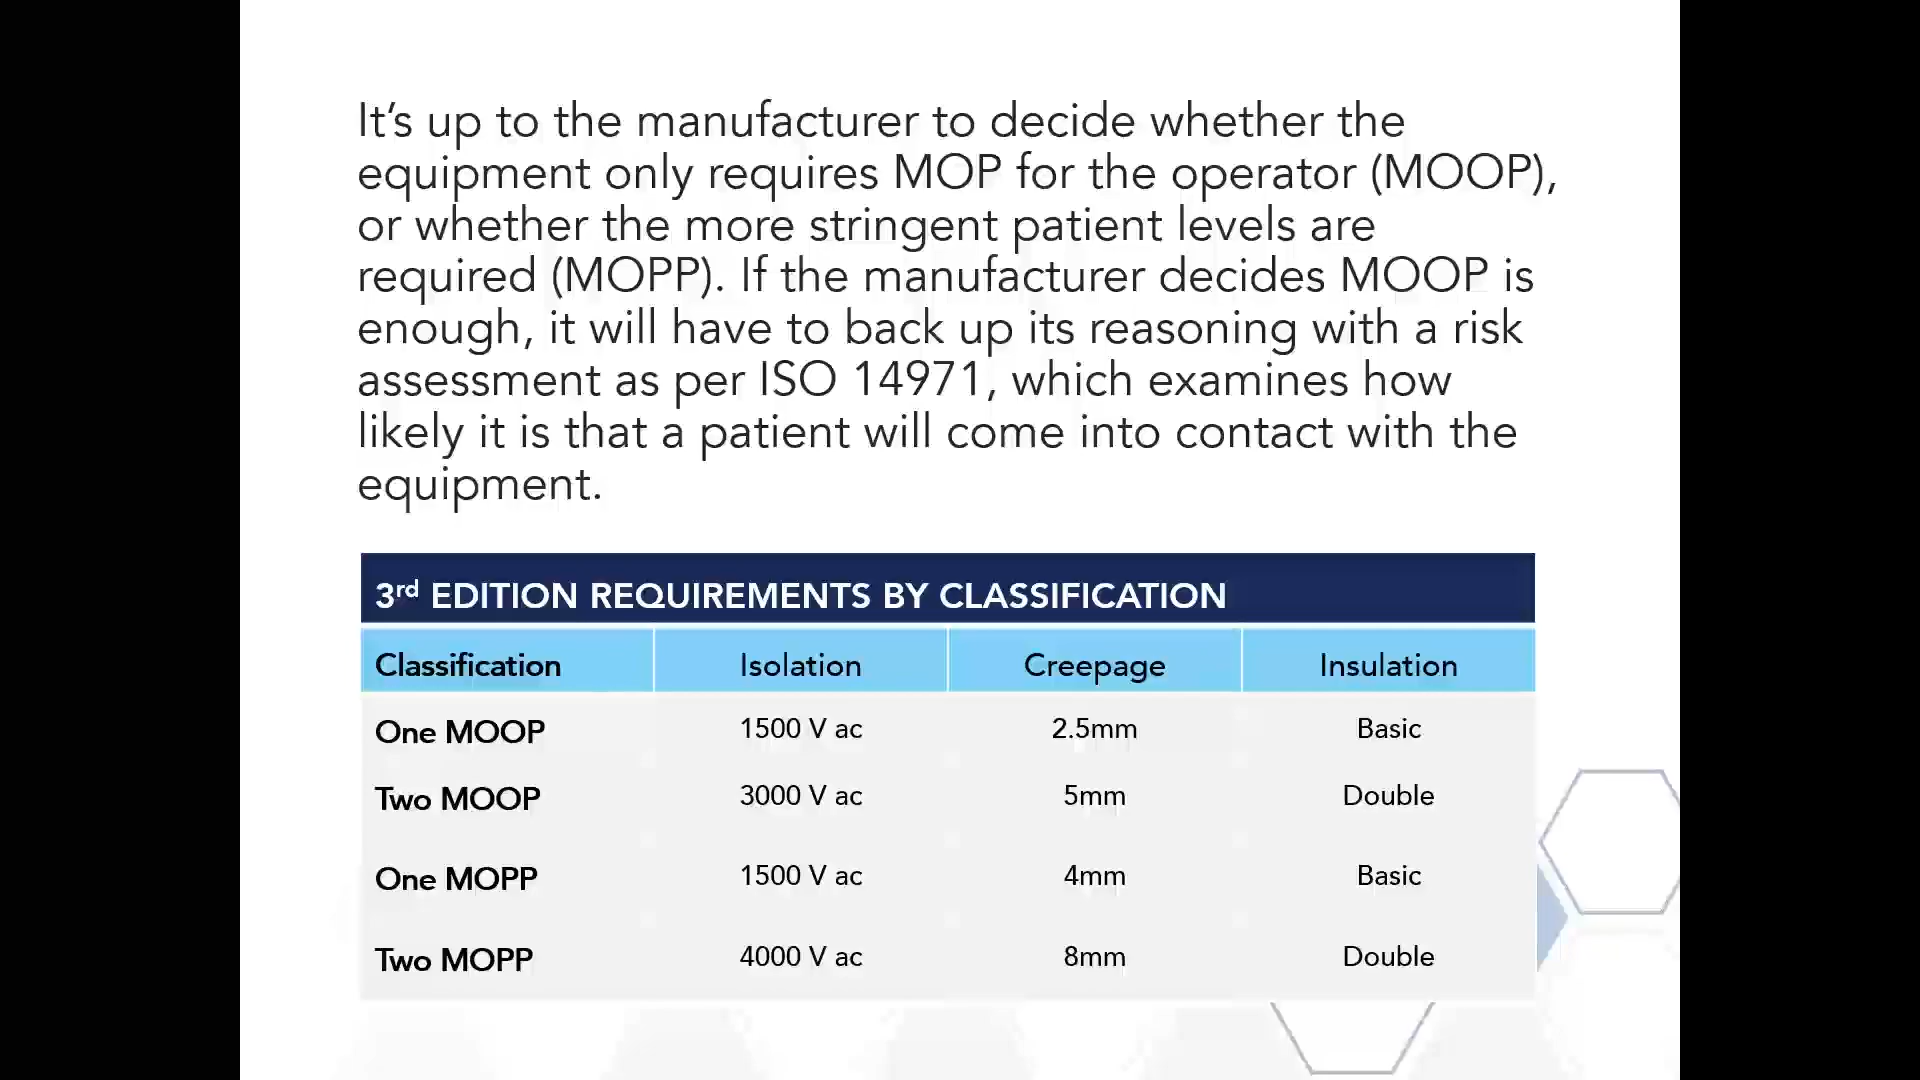 It’s up to the manufacturer to decide whether the
equipment only requires MOP for the operator (MOOP),
or whether the more stringent patient levels are
required (MOPP). If the manufacturer decides MOOP is
enough, it will have to back up its reasoning with a risk
assessment as per ISO 14971, which examines how
likely it is that a patient will come into contact with the
equipment.
3rd EDITION REQUIREMENTS BY CLASSIFICATION
Classification Isolation Creepage Insulation
One MOOP 1500 V ac 2.5mm Basic
Two MOOP 3000 V ac 5mm Double
One MOPP 1500 V ac 4mm Basic
Two MOPP 4000 V ac 8mm Double